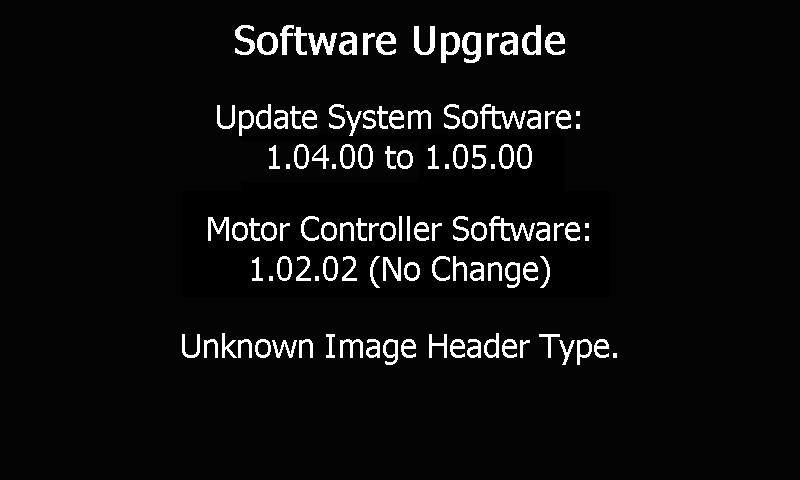 Software Upgrade
Update System Software:
1.04.00 to 1.05.00
Motor Controller Software:
1.02.02 (No Change)
Unknown Image Header Type.